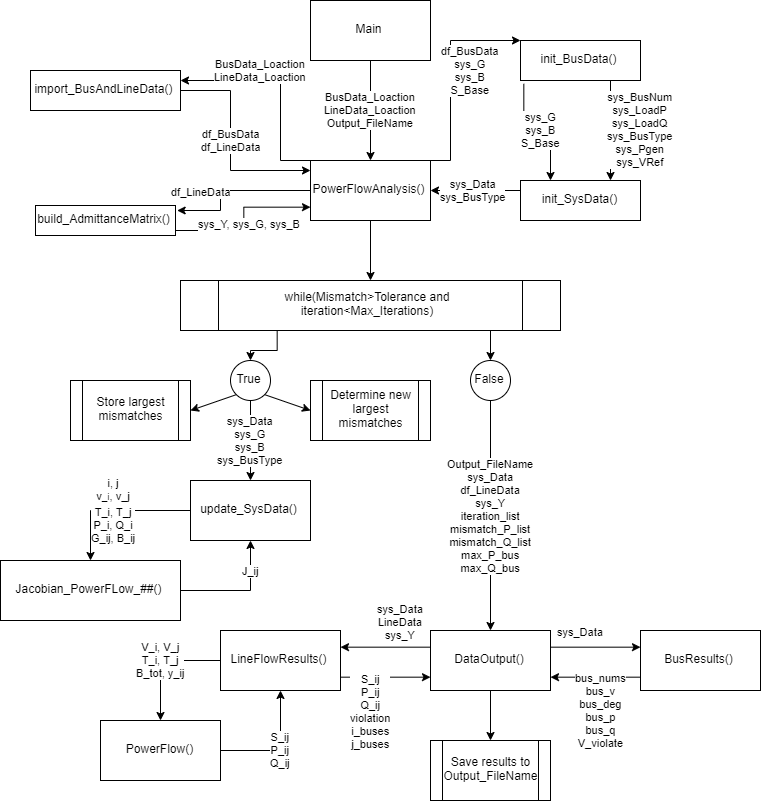 Main
BusData_Loaction
LineData_Loaction
df_BusData
sys_G
sys_B
S_Base
init_BusData()
import_BusAndLineData()
BusData_Loaction
LineData_Loaction
Output_FileName
sys_G
sys_B
S_Base
sys_BusNum
sys_LoadP
sys_LoadQ
sys_BusType
sys_Pgen
sys_VRef
df_BusData
df_LineData
PowerFlowAnalysis()
df_LineData
sys_Data
sys_BusType
init_SysData()
build_AdmittanceMatrix()
sys_Y, sys_G, sys_B
while(Mismatch>Tolerance and
iteration<Max_Iterations)
True
False
Store largest
mismatches
Determine new
largest
mismatches
sys_Data
sys_G
sys_B
sys_BusType
Output_FileName
sys_Data
df_LineData
sys_Y
iteration_list
mismatch_P_list
mismatch_Q_list
max_P_bus
max_Q_bus
i, j
v_i, v_j
T_i, T_j
P_i, Q_i
G_ij, B_ij
update_SysData()
J_ij
Jacobian_PowerFLow_##()
sys_Data
LineData
sys_Y
sys_Data
V_i, V_j
T_i, T_j
B_tot, y_ij
LineFlowResults()
DataOutput()
BusResults()
S_ij
P_ij
Q_ij
violation
i_buses
j_buses
bus_nums
bus_v
bus_deg
bus_p
bus_q
V_violate
PowerFlow()
S_ij
P_ij
Q_ij
Save results to
Output_FileName